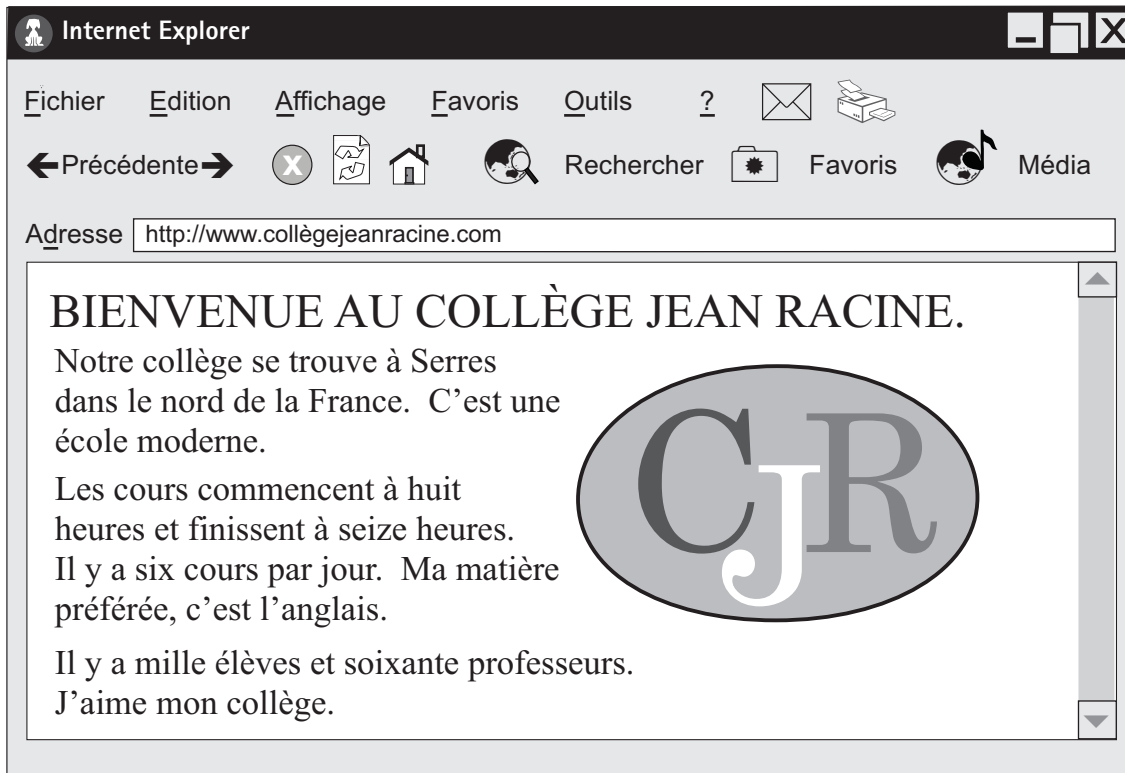 Internet Explorer
Fichier Edition Affichage Favoris Outils ?
Précédente X Rechercher Favoris Média
Adresse http://www.collègejeanracine.com
BIENVENUE AU COLLÈGE JEAN RACINE.
Notre collège se trouve à Serres
dans le nord de la France. C’est une
école moderne.
Les cours commencent à huit
heures et finissent à seize heures.
Il y a six cours par jour. Ma matière
préférée, c’est l’anglais.
CJR
Il y a mille élèves et soixante professeurs.
J’aime mon collège.